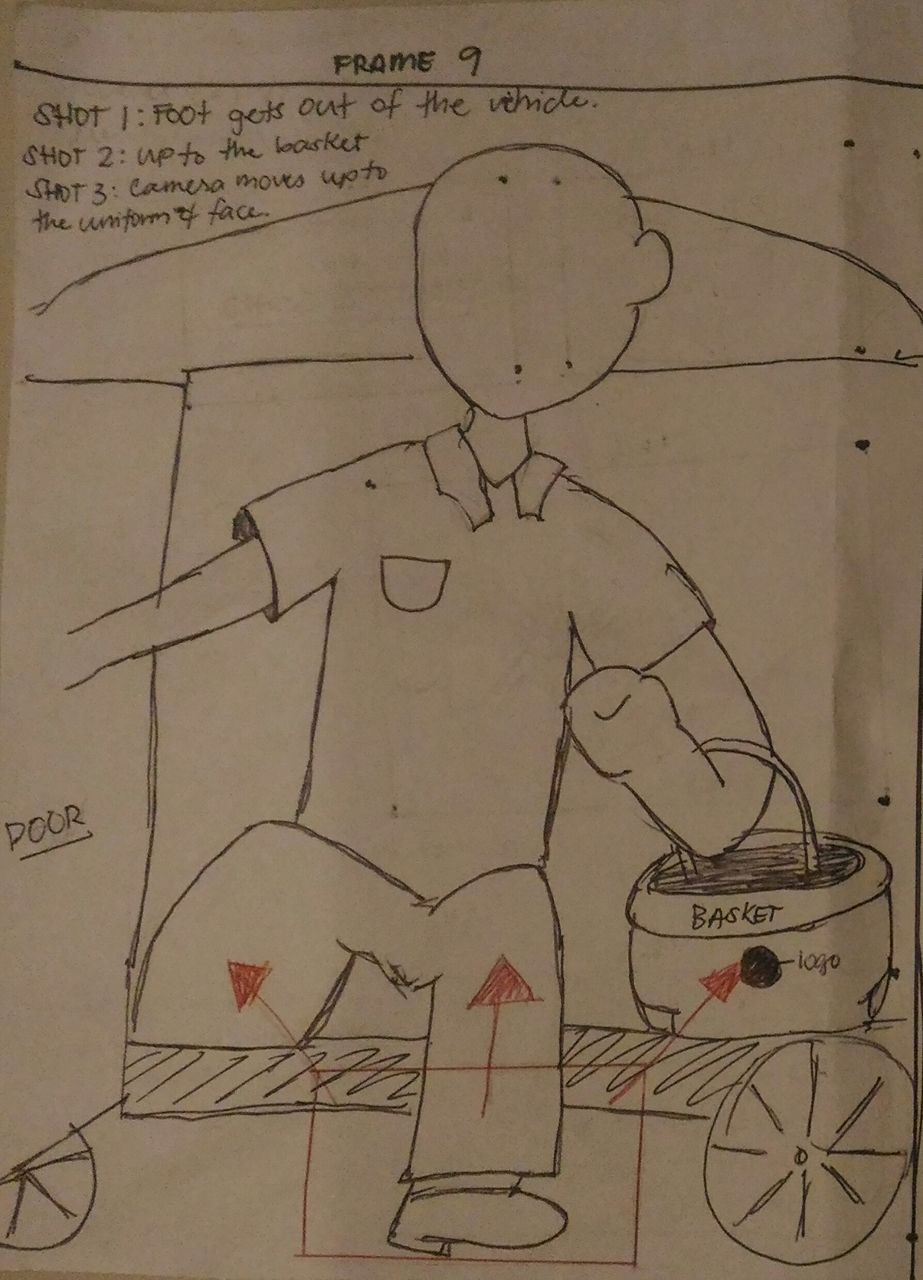 FRAME 9
SHOT 1: FOOT gets out of the vehicle.
SHOT 2: up to the basket
SHOT 3: Camera moves up to
the uniform & face.
DOOR
BASKET
logo